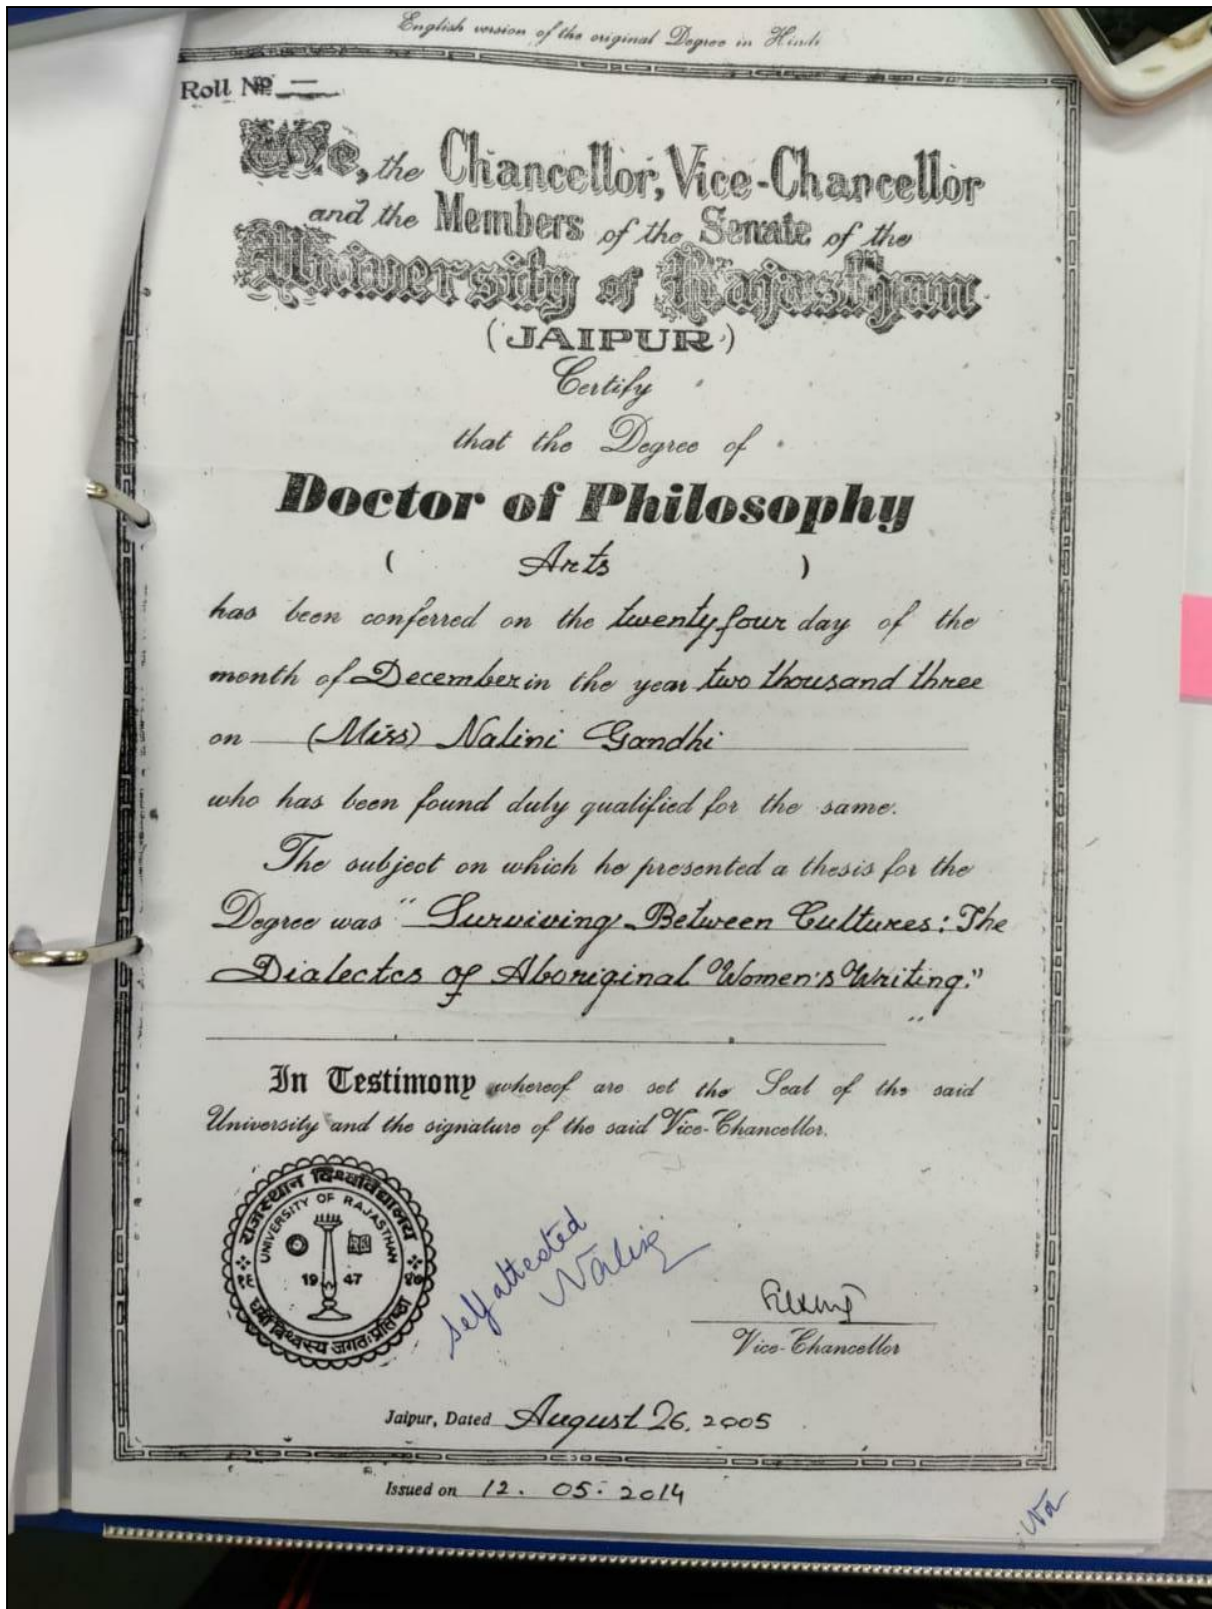 English version of the original Degree in Hindi
Roll No —
We, the Chancellor, Vice-Chancellor
and the Members of the Senate of the
University of Rajasthan
(JAIPUR)
Certify
that the Degree of
Doctor of Philosophy
( Arts )
has been conferred on the twenty four day of the
month of December in the year two thousand three
on (Miss) Nalini Gandhi
who has been found duly qualified for the same.
The subject on which he presented a thesis for the
Degree was " Surviving Between Cultures: The
Dialectcs of Aboriginal Women's Writing."
"
In Testimony whereof are set the Seal of the said
University and the signature of the said Vice-Chancellor.
राजस्थान विश्वविद्यालय
UNIVERSITY OF RAJASTHAN
19 47
१९ ४७
धर्मो विश्वस्य जगतः प्रतिष्ठा
Self attested
Nalini
Vice-Chancellor
Jaipur, Dated August 26, 2005
Issued on 12. 05. 2014